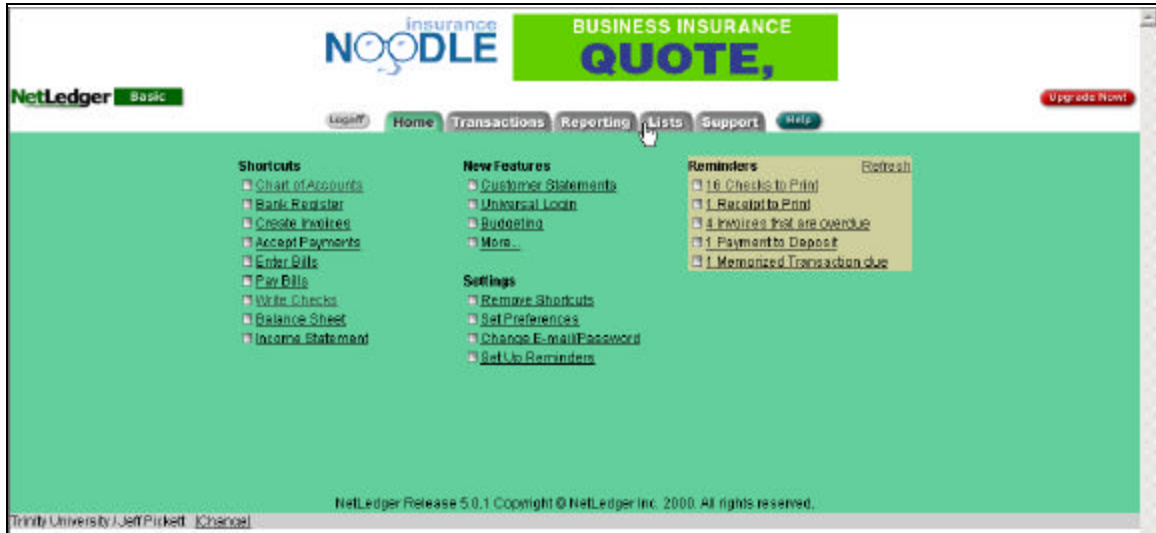 insurance
NOODLE
BUSINESS INSURANCE
QUOTE,
NetLedger Basic
Upgrade Now!
Logoff Home Transactions Reporting Lists Support Help
Shortcuts
Chart of Accounts
Bank Register
Create Invoices
Accept Payments
Enter Bills
Pay Bills
Write Checks
Balance Sheet
Income Statement
New Features
Customer Statements
Universal Login
Budgeting
More...
Settings
Remove Shortcuts
Set Preferences
Change E-mail/Password
Set Up Reminders
Reminders Refresh
16 Checks to Print
1 Receipt to Print
4 Invoices that are overdue
1 Payment to Deposit
1 Memorized Transaction due
NetLedger Release 5.0.1 Copyright © NetLedger Inc. 2000. All rights reserved.
Trinity University / Jeff Pickett [Change]